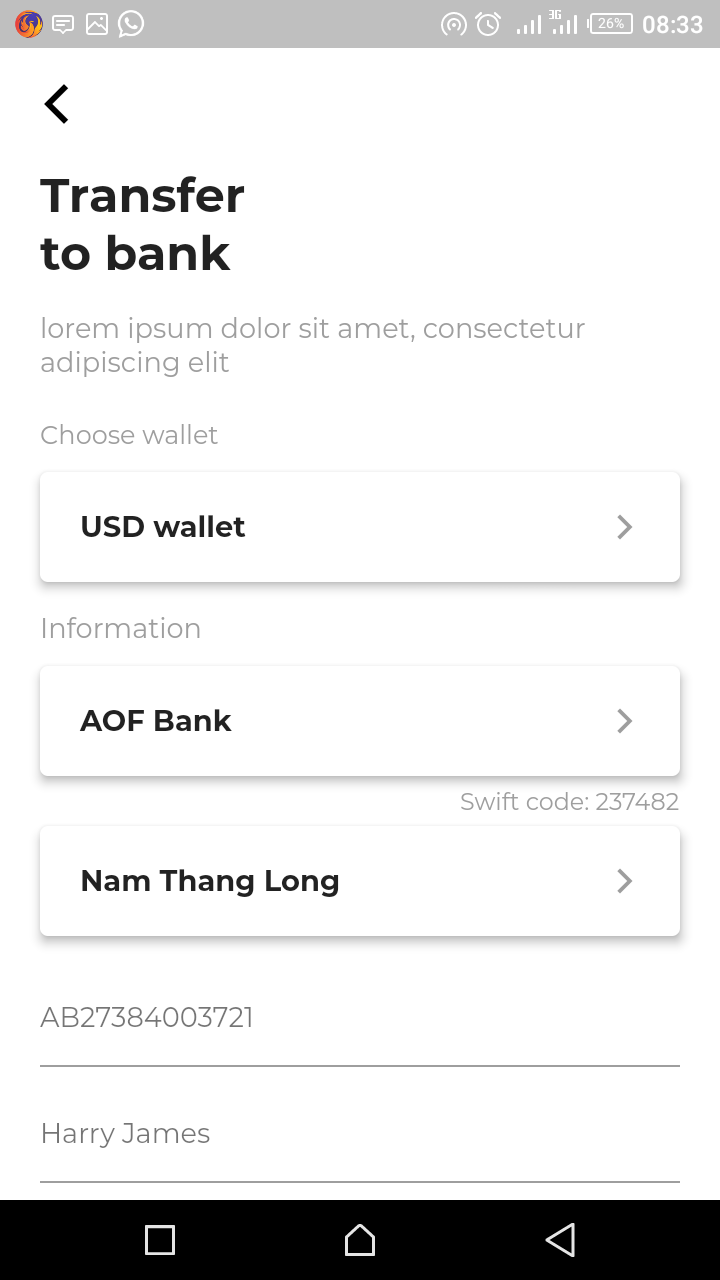 3G
26%
08:33
Transfer
to bank
lorem ipsum dolor sit amet, consectetur
adipiscing elit
Choose wallet
USD wallet
Information
AOF Bank
Swift code: 237482
Nam Thang Long
AB27384003721
Harry James